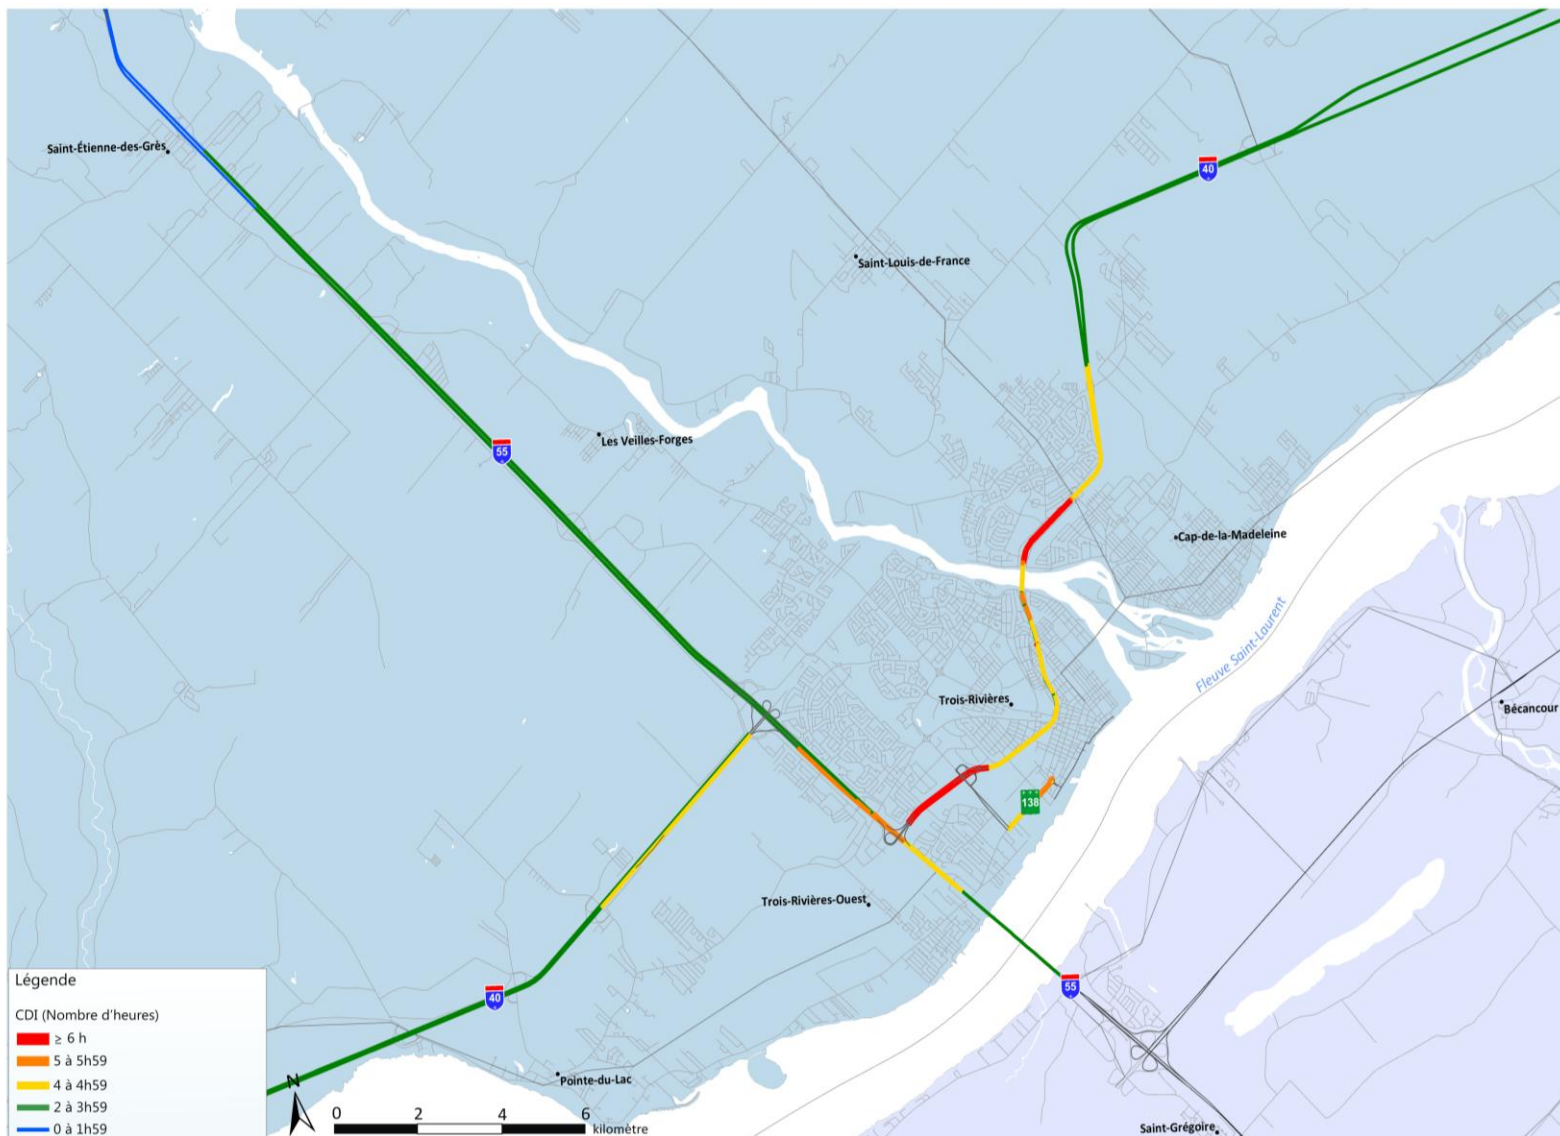 Saint-Étienne-des-Grès
40
Saint-Louis-de-France
Les Veilles-Forges
55
Cap-de-la-Madeleine
Fleuve Saint-Laurent
Trois-Rivières
Bécancour
138
Trois-Rivières-Ouest
55
40
Pointe-du-Lac
Saint-Grégoire
Légende
CDI (Nombre d'heures)
≥ 6 h
5 à 5h59
4 à 4h59
2 à 3h59
0 à 1h59
N
0 2 4 6
kilomètre